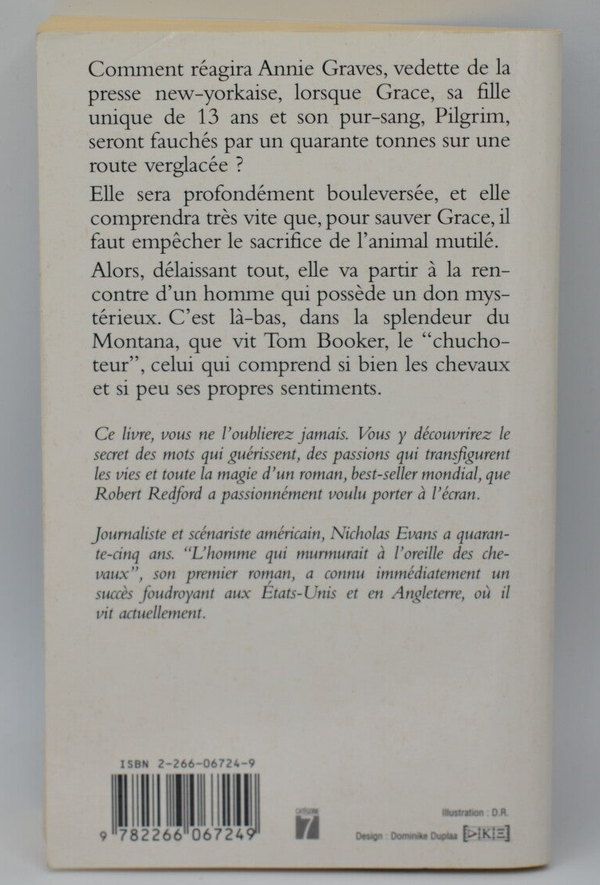 Comment réagira Annie Graves, vedette de la
presse new-yorkaise, lorsque Grace, sa fille
unique de 13 ans et son pur-sang, Pilgrim,
seront fauchés par un quarante tonnes sur une
route verglacée ?
Elle sera profondément bouleversée, et elle
comprendra très vite que, pour sauver Grace, il
faut empêcher le sacrifice de l'animal mutilé.
Alors, délaissant tout, elle va partir à la ren-
contre d'un homme qui possède un don mys-
térieux. C'est là-bas, dans la splendeur du
Montana, que vit Tom Booker, le “chucho-
teur”, celui qui comprend si bien les chevaux
et si peu ses propres sentiments.
Ce livre, vous ne l'oublierez jamais. Vous y découvrirez le
secret des mots qui guérissent, des passions qui transfigurent
les vies et toute la magie d'un roman, best-seller mondial, que
Robert Redford a passionnément voulu porter à l'écran.
Journaliste et scénariste américain, Nicholas Evans a quaran-
te-cinq ans. “L'homme qui murmurait à l'oreille des che-
vaux”, son premier roman, a connu immédiatement un
succès foudroyant aux États-Unis et en Angleterre, où il
vit actuellement.
ISBN 2-266-06724-9
9 782266 067249
CATÉGORIE
7
Illustration : D.R.
Design : Dominike Duplaa